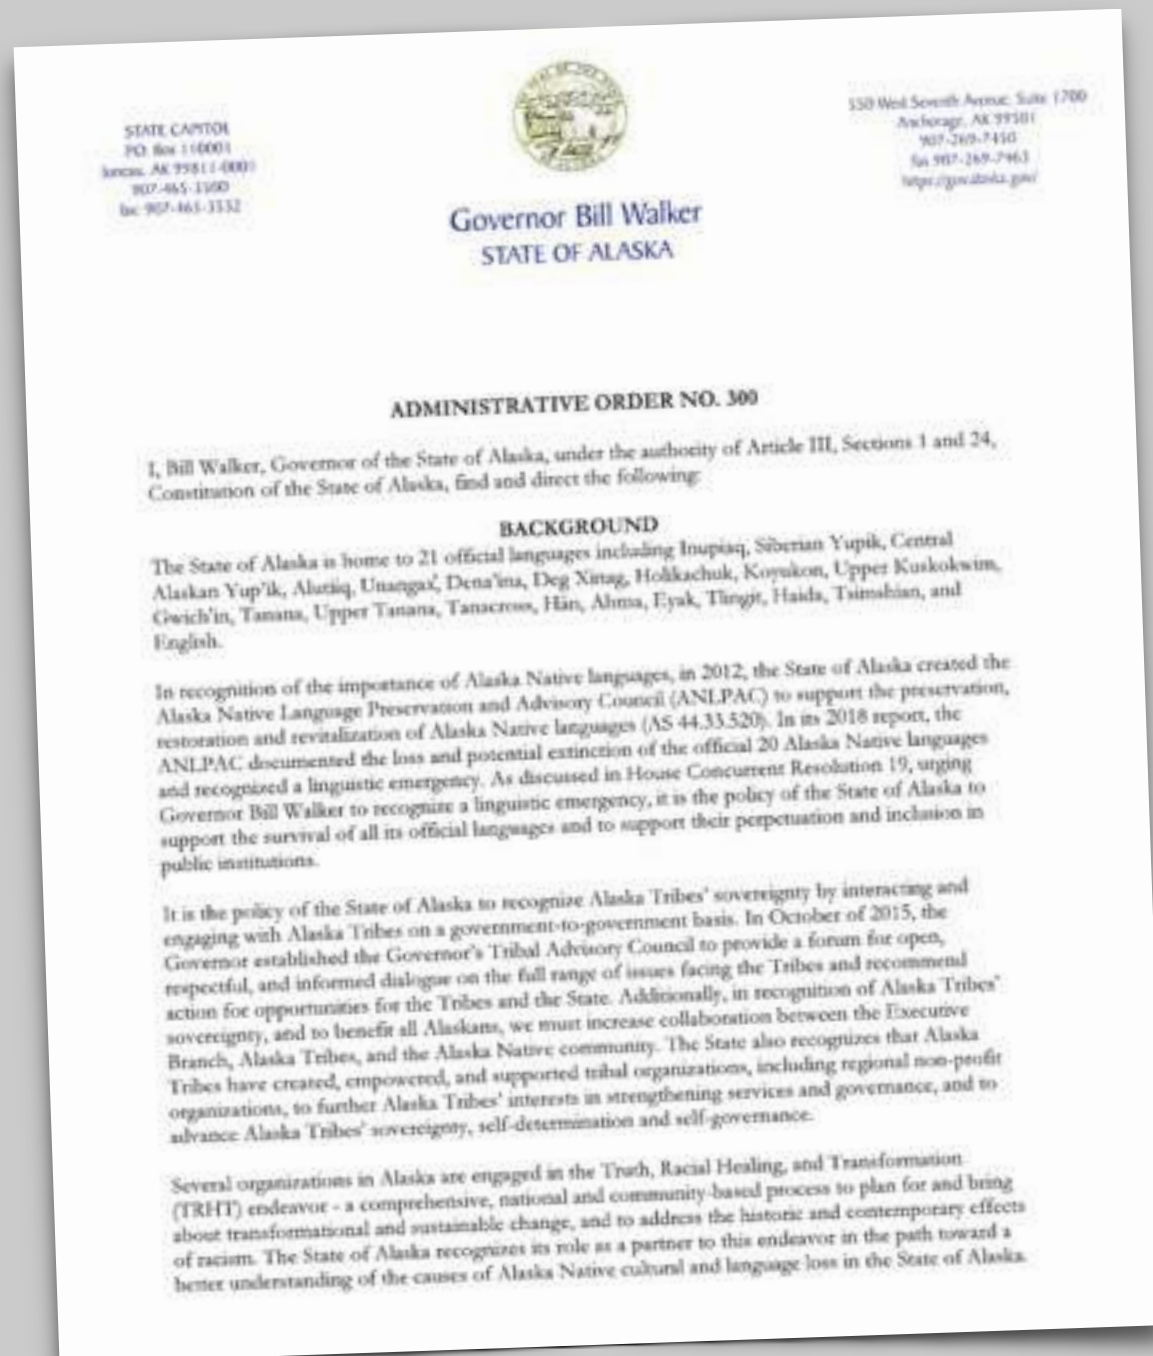 STATE CAPITOL
PO Box 110001
Juneau, AK 99811-0001
907-465-3500
fax 907-465-3532
550 West Seventh Avenue, Suite 1700
Anchorage, AK 99501
907-269-7450
fax 907-269-7463
https://gov.alaska.gov/
Governor Bill Walker
STATE OF ALASKA
ADMINISTRATIVE ORDER NO. 300
I, Bill Walker, Governor of the State of Alaska, under the authority of Article III, Sections 1 and 24,
Constitution of the State of Alaska, find and direct the following:
BACKGROUND
The State of Alaska is home to 21 official languages including Inupiaq, Siberian Yupik, Central
Alaskan Yup'ik, Alutiiq, Unangax̂, Dena'ina, Deg Xinag, Holikachuk, Koyukon, Upper Kuskokwim,
Gwich'in, Tanana, Upper Tanana, Tanacross, Hän, Ahtna, Eyak, Tlingit, Haida, Tsimshian, and
English.
In recognition of the importance of Alaska Native languages, in 2012, the State of Alaska created the
Alaska Native Language Preservation and Advisory Council (ANLPAC) to support the preservation,
restoration and revitalization of Alaska Native languages (AS 44.33.520). In its 2018 report, the
ANLPAC documented the loss and potential extinction of the official 20 Alaska Native languages
and recognized a linguistic emergency. As discussed in House Concurrent Resolution 19, urging
Governor Bill Walker to recognize a linguistic emergency, it is the policy of the State of Alaska to
support the survival of all its official languages and to support their perpetuation and inclusion in
public institutions.
It is the policy of the State of Alaska to recognize Alaska Tribes' sovereignty by interacting and
engaging with Alaska Tribes on a government-to-government basis. In October of 2015, the
Governor established the Governor's Tribal Advisory Council to provide a forum for open,
respectful, and informed dialogue on the full range of issues facing the Tribes and recommend
action for opportunities for the Tribes and the State. Additionally, in recognition of Alaska Tribes'
sovereignty, and to benefit all Alaskans, we must increase collaboration between the Executive
Branch, Alaska Tribes, and the Alaska Native community. The State also recognizes that Alaska
Tribes have created, empowered, and supported tribal organizations, including regional non-profit
organizations, to further Alaska Tribes' interests in strengthening services and governance, and to
advance Alaska Tribes' sovereignty, self-determination and self-governance.
Several organizations in Alaska are engaged in the Truth, Racial Healing, and Transformation
(TRHT) endeavor - a comprehensive, national and community-based process to plan for and bring
about transformational and sustainable change, and to address the historic and contemporary effects
of racism. The State of Alaska recognizes its role as a partner to this endeavor in the path toward a
better understanding of the causes of Alaska Native cultural and language loss in the State of Alaska.